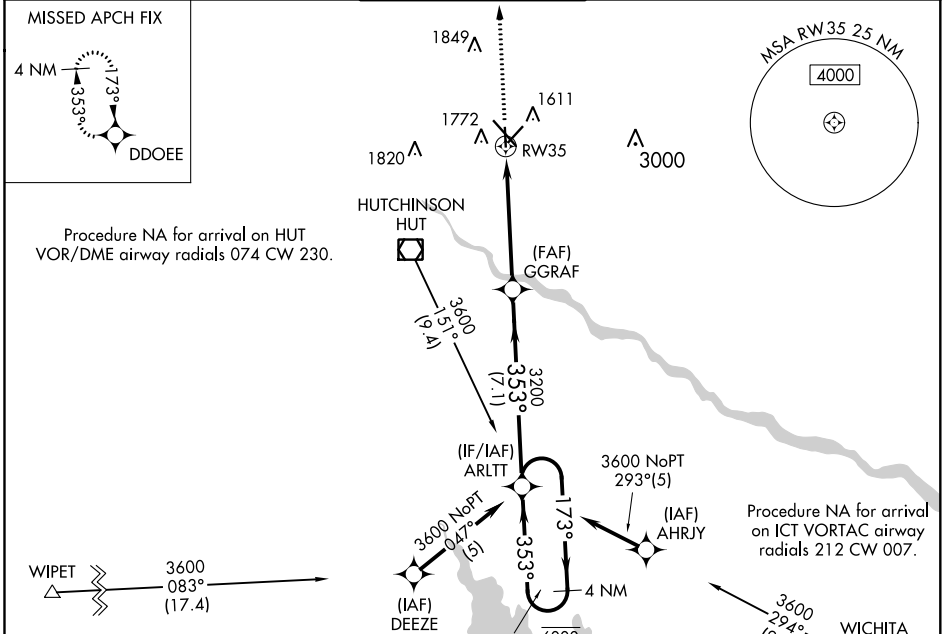 MISSED APCH FIX
4 NM
173°
353°
DDOEE
1849
1611
1772
RW35
1820
3000
MSA RW35 25 NM
4000
HUTCHINSON
HUT
Procedure NA for arrival on HUT
VOR/DME airway radials 074 CW 230.
(FAF)
GGRAF
3600
151°
(9.4)
3200
353°
(7.1)
(IF/IAF)
ARLTT
3600 NoPT
293°(5)
(IAF)
AHRJY
Procedure NA for arrival
on ICT VORTAC airway
radials 212 CW 007.
3600 NoPT
047°
(5)
173°
353°
4 NM
WIPET
3600
083°
(17.4)
(IAF)
DEEZE
3600
294°
WICHITA